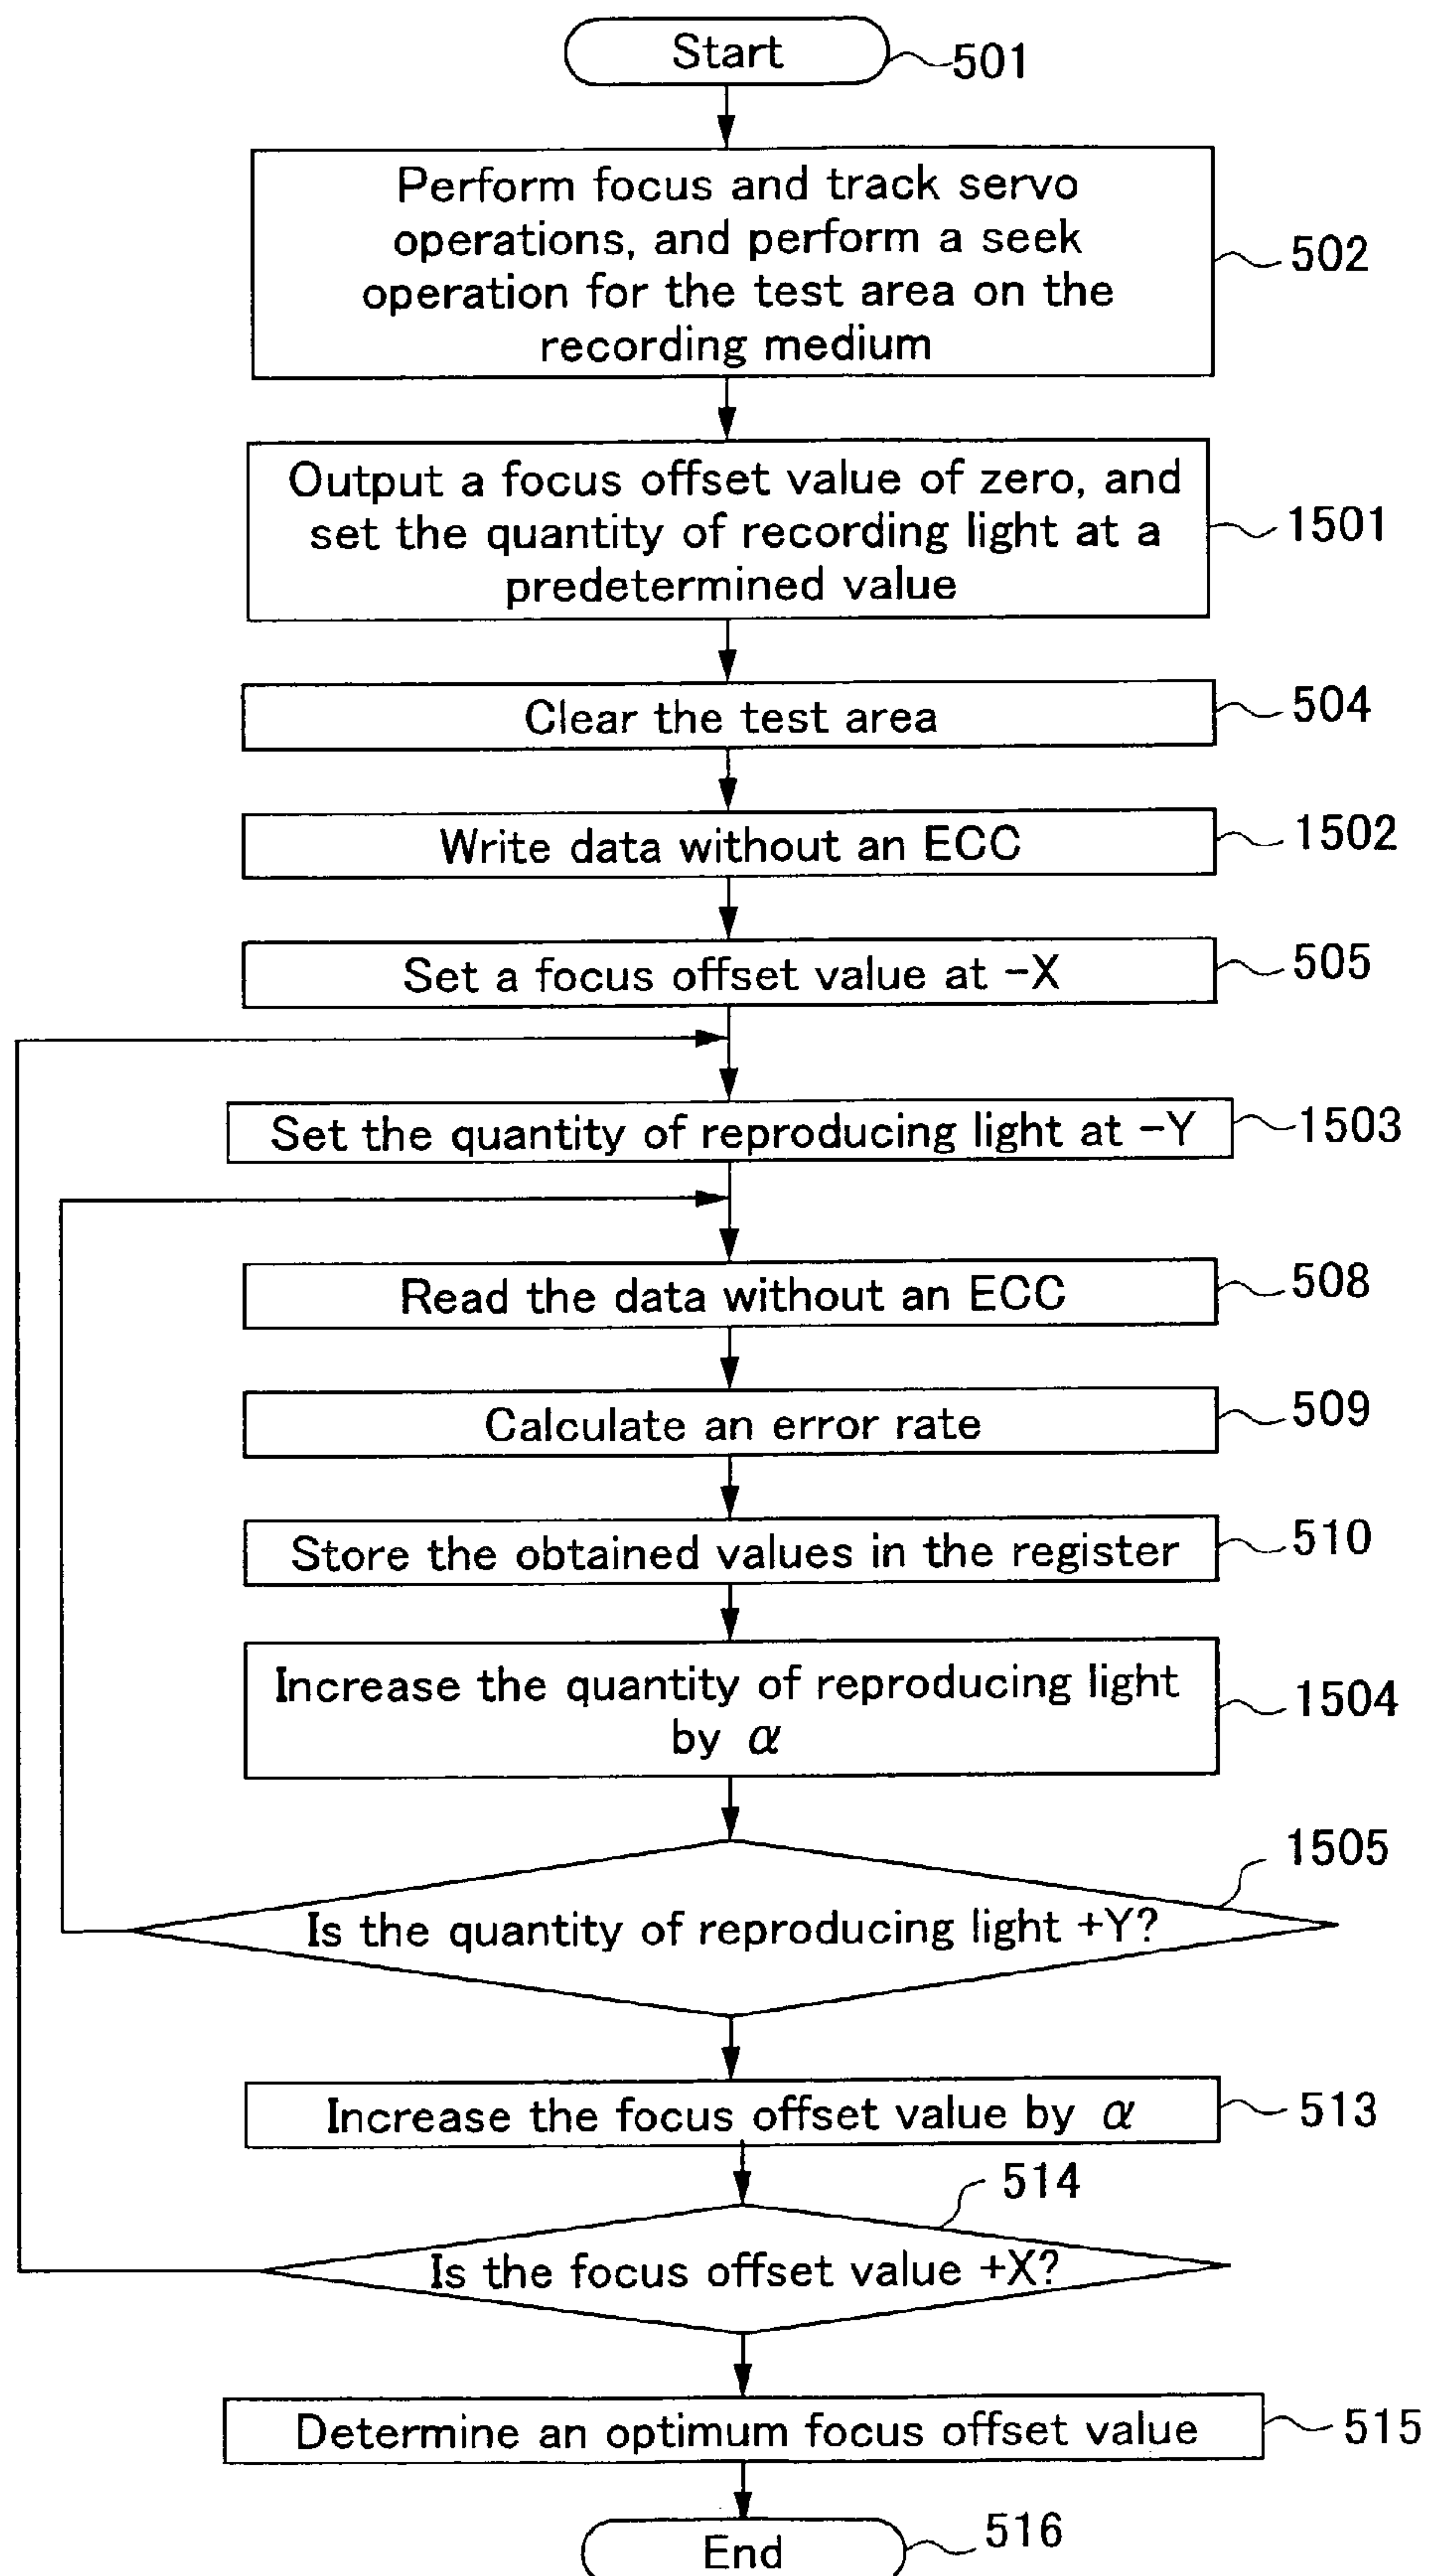 Start
501
Perform focus and track servo
operations, and perform a seek
operation for the test area on the
recording medium
502
Output a focus offset value of zero, and
set the quantity of recording light at a
predetermined value
1501
Clear the test area
504
Write data without an ECC
1502
Set a focus offset value at -X
505
Set the quantity of reproducing light at -Y
1503
Read the data without an ECC
508
Calculate an error rate
509
Store the obtained values in the register
510
Increase the quantity of reproducing light
by α
1504
1505
Is the quantity of reproducing light +Y?
Increase the focus offset value by α
513
514
Is the focus offset value +X?
Determine an optimum focus offset value
515
End
516